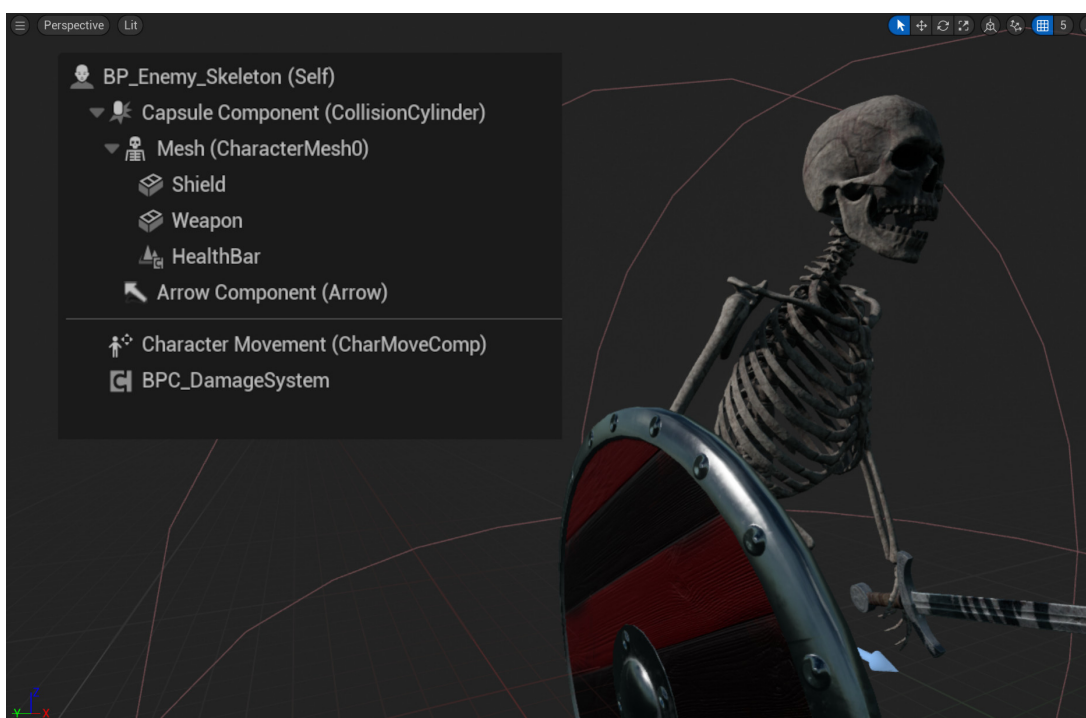 Perspective Lit 5
BP_Enemy_Skeleton (Self)
Capsule Component (CollisionCylinder)
Mesh (CharacterMesh0)
Shield
Weapon
HealthBar
Arrow Component (Arrow)
Character Movement (CharMoveComp)
BPC_DamageSystem
Z
Y X